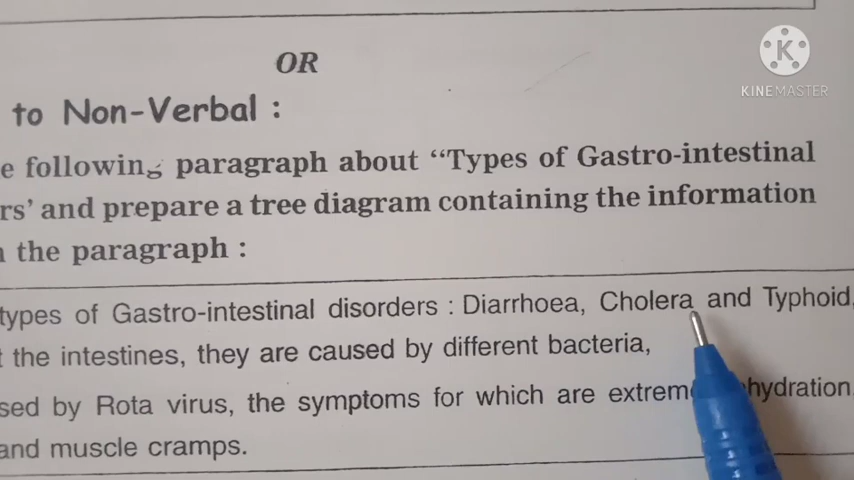 OR
to Non-Verbal :
e following paragraph about “Types of Gastro-intestinal
rs’ and prepare a tree diagram containing the information
the paragraph :
types of Gastro-intestinal disorders : Diarrhoea, Cholera and Typhoid,
t the intestines, they are caused by different bacteria,
sed by Rota virus, the symptoms for which are extreme hydration,
and muscle cramps.
KINEMASTER